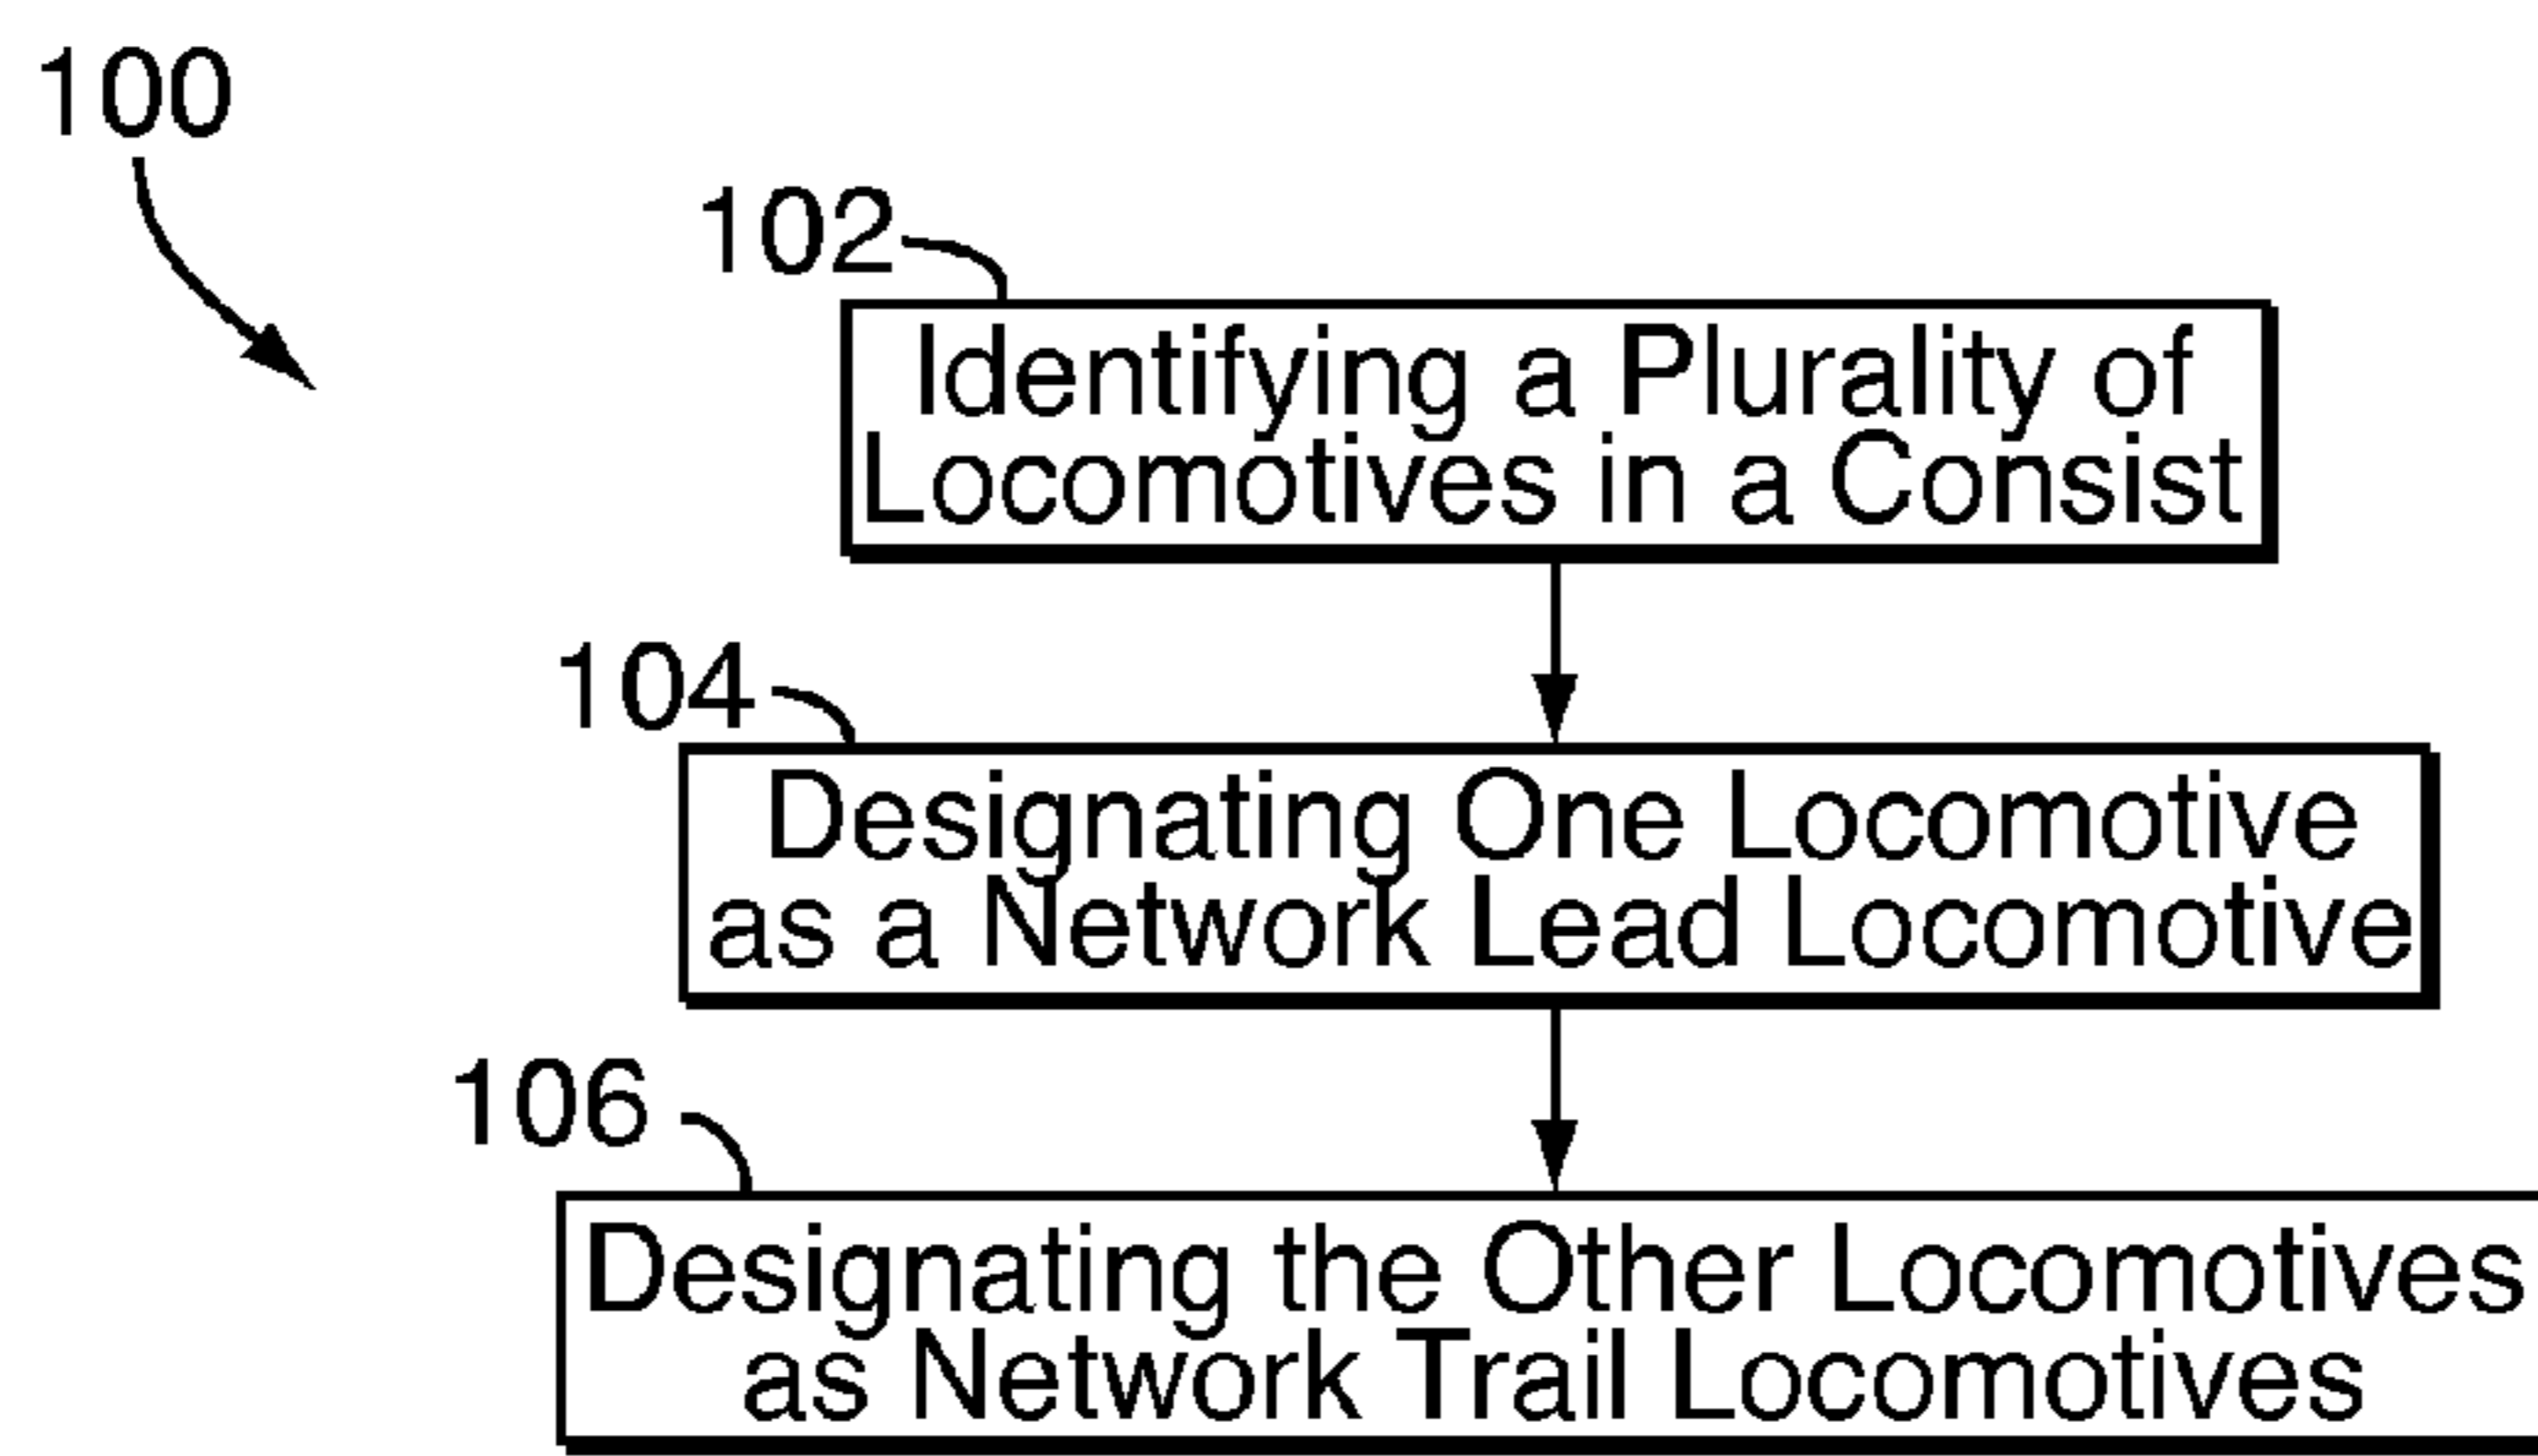 100
102
Identifying a Plurality of
Locomotives in a Consist
104
Designating One Locomotive
as a Network Lead Locomotive
106
Designating the Other Locomotives
as Network Trail Locomotives